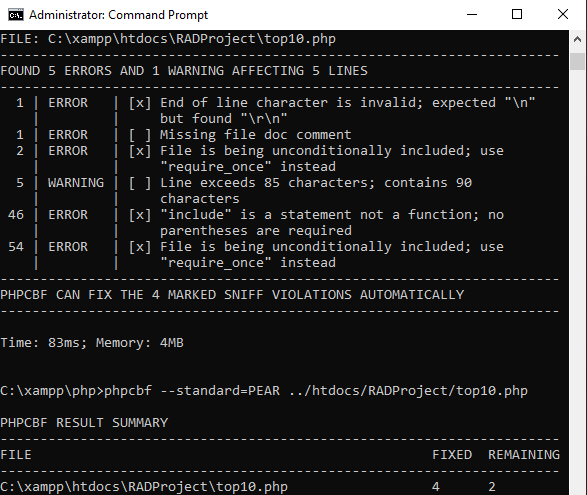 Administrator: Command Prompt
FILE: C:\xampp\htdocs\RADProject\top10.php
----------------------------------------------------------------------
FOUND 5 ERRORS AND 1 WARNING AFFECTING 5 LINES
----------------------------------------------------------------------
  1 | ERROR   | [x] End of line character is invalid; expected "\n"
    |         |     but found "\r\n"
  1 | ERROR   | [ ] Missing file doc comment
  2 | ERROR   | [x] File is being unconditionally included; use
    |         |     "require_once" instead
  5 | WARNING | [ ] Line exceeds 85 characters; contains 90
    |         |     characters
 46 | ERROR   | [x] "include" is a statement not a function; no
    |         |     parentheses are required
 54 | ERROR   | [x] File is being unconditionally included; use
    |         |     "require_once" instead
----------------------------------------------------------------------
PHPCBF CAN FIX THE 4 MARKED SNIFF VIOLATIONS AUTOMATICALLY
----------------------------------------------------------------------
Time: 83ms; Memory: 4MB
C:\xampp\php>phpcbf --standard=PEAR ../htdocs/RADProject/top10.php
PHPCBF RESULT SUMMARY
----------------------------------------------------------------------
FILE                                                  FIXED  REMAINING
----------------------------------------------------------------------
C:\xampp\htdocs\RADProject\top10.php                  4      2